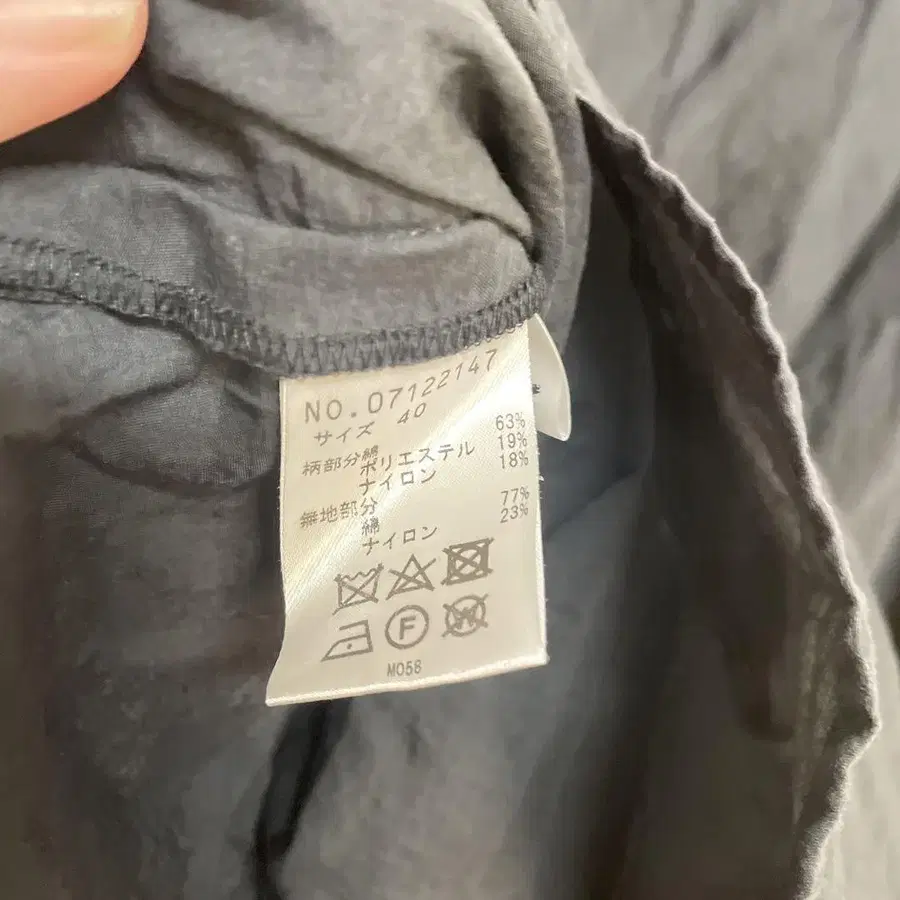 NO.07122147
サイズ 40
柄部分綿 63%
ポリエステル 19%
ナイロン 18%
無地部分
綿 77%
ナイロン 23%
F
W
M058